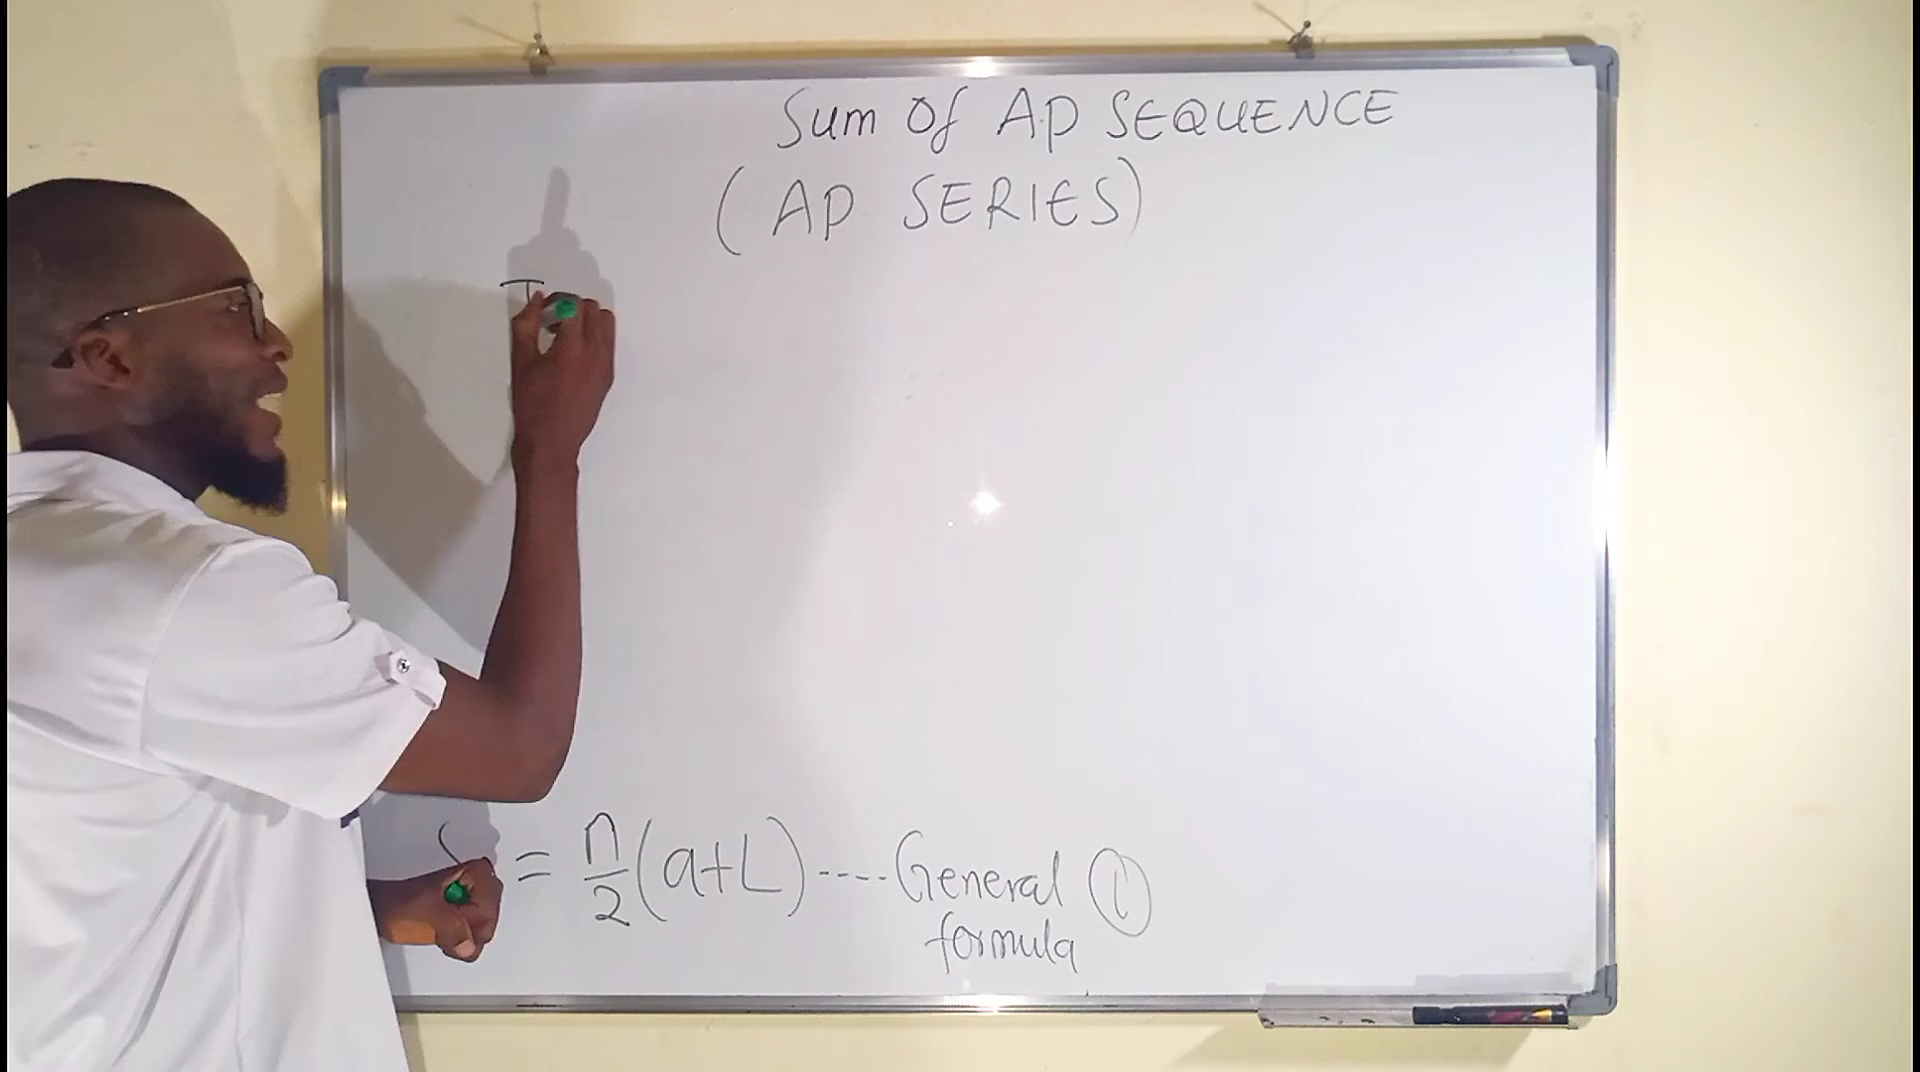 Sum of AP SEQUENCE
(AP SERIES)
T
S = n/2 (a+L) ---- General ①
formula